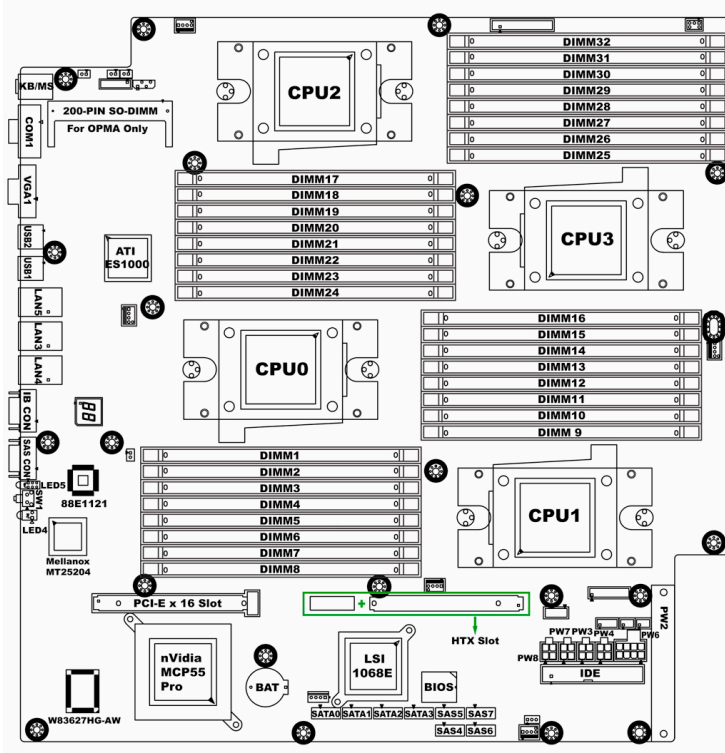 DIMM32
DIMM31
DIMM30
DIMM29
DIMM28
DIMM27
DIMM26
DIMM25
CPU2
KB/MS
200-PIN SO-DIMM
For OPMA Only
COM1
VGA1
USB2
USB1
LAN5
LAN3
LAN4
IB CON
SAS CON
DIMM17
DIMM18
DIMM19
DIMM20
DIMM21
DIMM22
DIMM23
DIMM24
CPU3
ATI
ES1000
DIMM16
DIMM15
DIMM14
DIMM13
DIMM12
DIMM11
DIMM10
DIMM 9
CPU0
88
DIMM1
DIMM2
DIMM3
DIMM4
DIMM5
DIMM6
DIMM7
DIMM8
CPU1
LED5
SW1
LED4
88E1121
Mellanox
MT25204
PCI-E x 16 Slot
+
HTX Slot
PW2
PW7 PW3 PW4 PW6
PW8
IDE
nVidia
MCP55
Pro
BAT
LSI
1068E
BIOS
W83627HG-AW
SATA0 SATA1 SATA2 SATA3 SAS5 SAS7
SAS4 SAS6